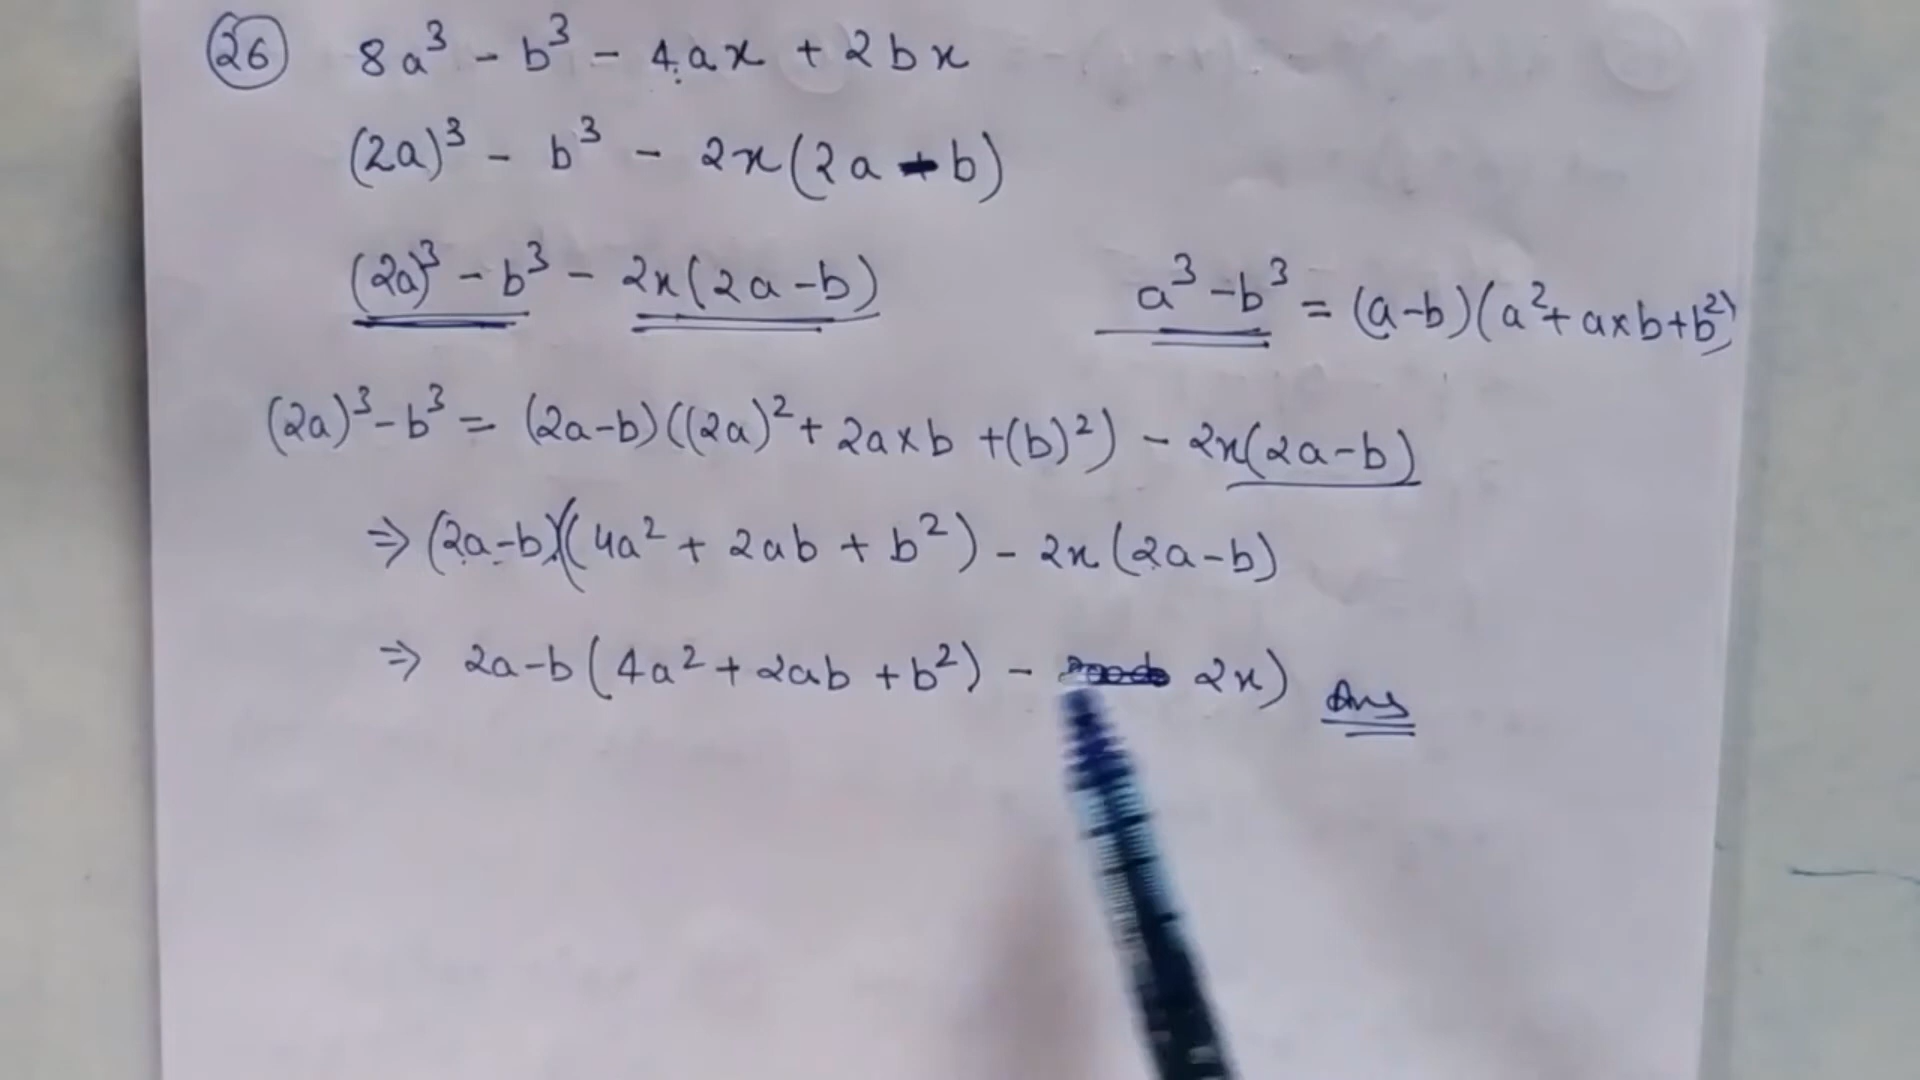 26 8a³ - b³ - 4ax + 2bx
(2a)³ - b³ - 2x(2a - b)
(2a)³ - b³ - 2x(2a-b)
a³-b³ = (a-b)(a²+axb+b²)
(2a)³-b³ = (2a-b)((2a)²+ 2axb +(b)²) - 2x(2a-b)
⇒ (2a-b)(4a² + 2ab + b²) - 2x(2a-b)
⇒ 2a-b(4a²+2ab+b²) - 2x) Ans